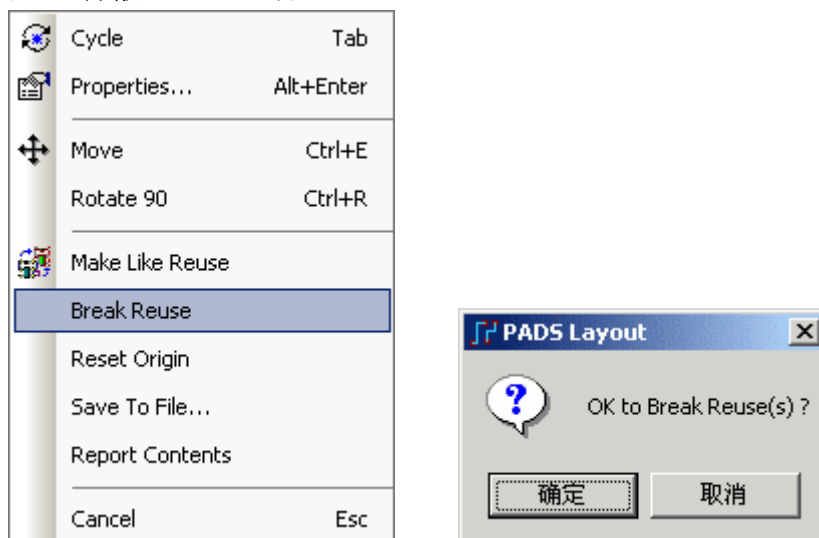 Cycle Tab
Properties... Alt+Enter
Move Ctrl+E
Rotate 90 Ctrl+R
Make Like Reuse
Break Reuse
Reset Origin
Save To File...
Report Contents
Cancel Esc
PADS Layout
OK to Break Reuse(s) ?
确定 取消